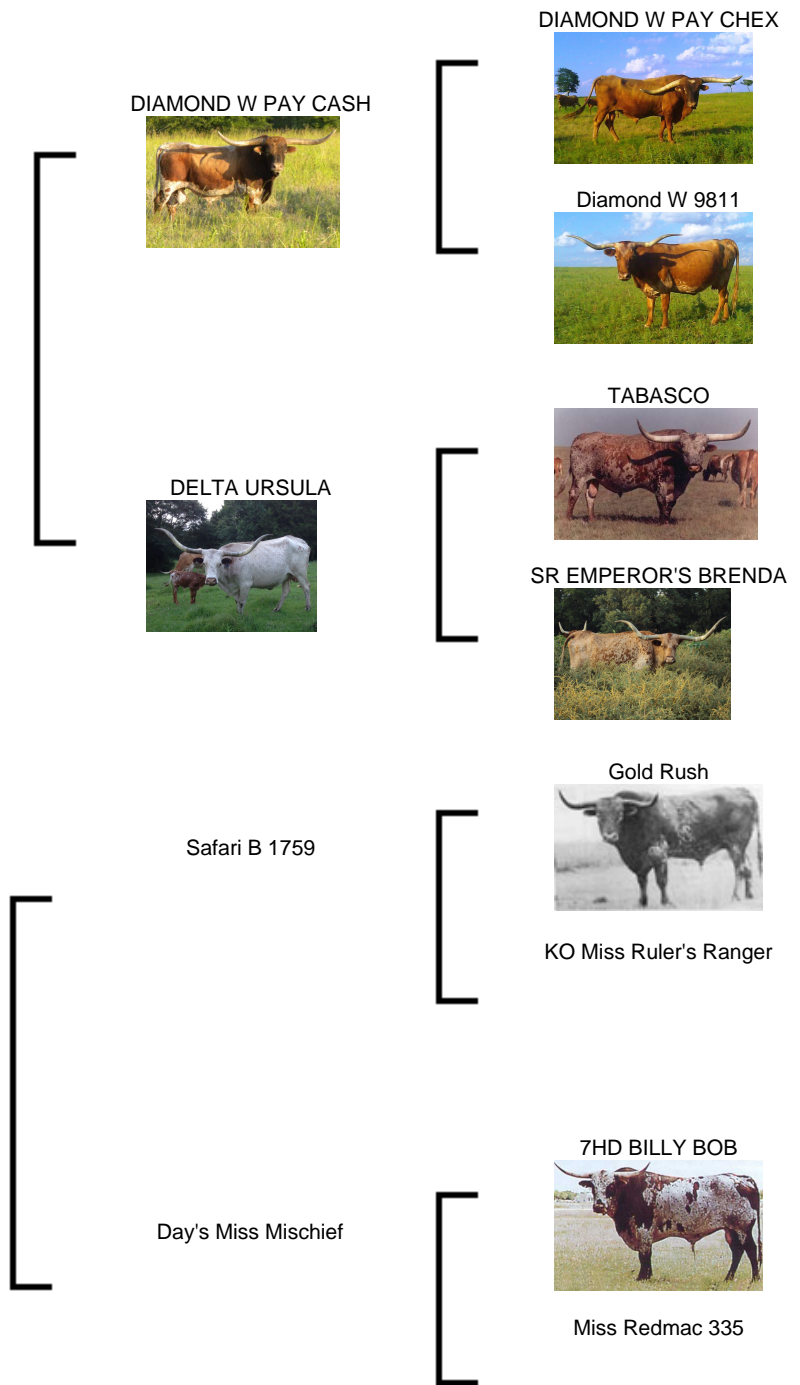 DIAMOND W PAY CHEX
DIAMOND W PAY CASH
Diamond W 9811
TABASCO
DELTA URSULA
SR EMPEROR'S BRENDA
Gold Rush
Safari B 1759
KO Miss Ruler's Ranger
7HD BILLY BOB
Day's Miss Mischief
Miss Redmac 335